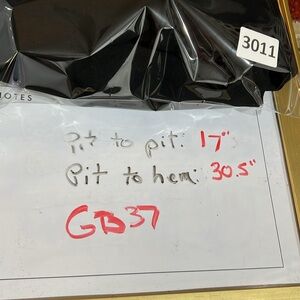 3011
NOTES
Pit to pit: 17"
Pit to hem: 30.5"
GB37